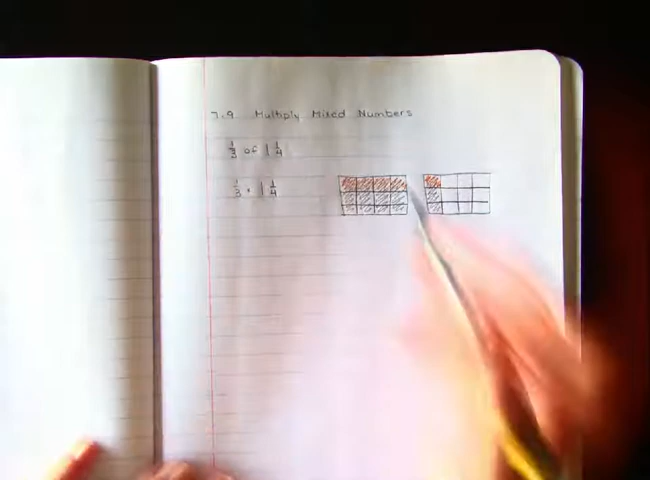 7.9 Multiply Mixed Numbers
1/3 of 1 1/4
1/3 · 1 1/4